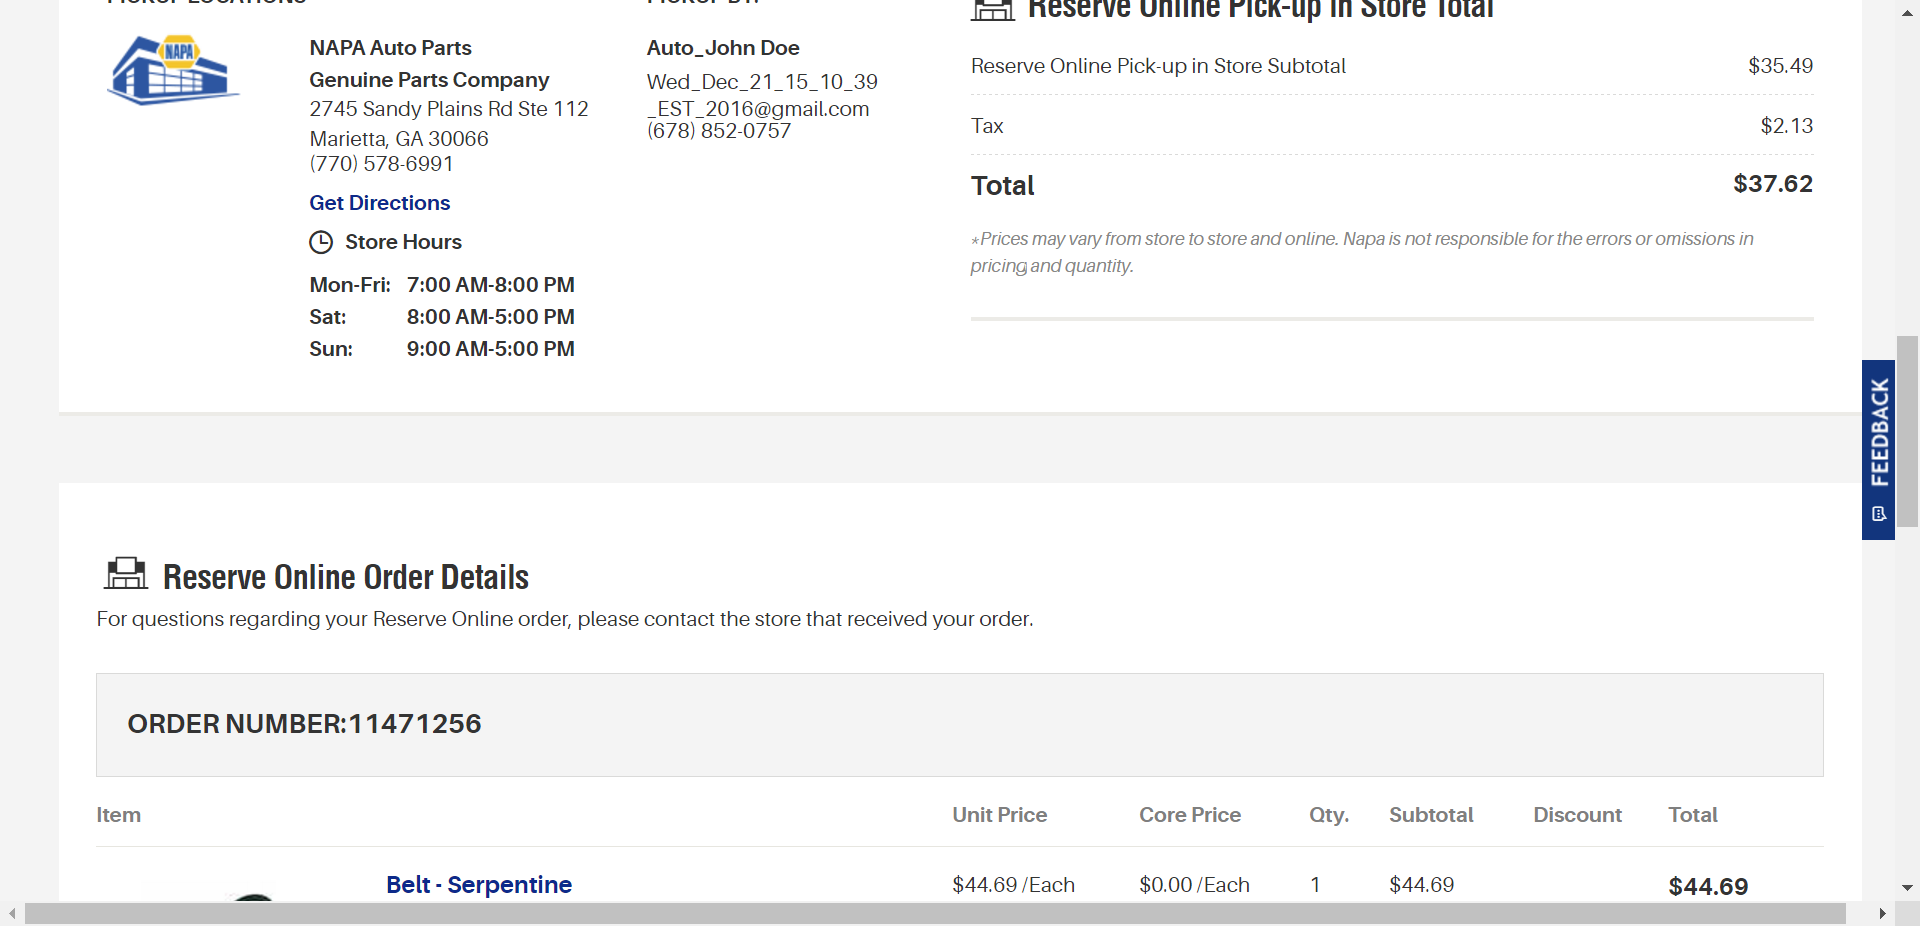 PICKUP LOCATIONS
PICKUP BY:
NAPA
NAPA Auto Parts
Genuine Parts Company
2745 Sandy Plains Rd Ste 112
Marietta, GA 30066
(770) 578-6991
Get Directions
Store Hours
Mon-Fri: 7:00 AM-8:00 PM
Sat: 8:00 AM-5:00 PM
Sun: 9:00 AM-5:00 PM
Auto_John Doe
Wed_Dec_21_15_10_39
_EST_2016@gmail.com
(678) 852-0757
Reserve Online Pick-up in Store Total
Reserve Online Pick-up in Store Subtotal $35.49
Tax $2.13
Total $37.62
*Prices may vary from store to store and online. Napa is not responsible for the errors or omissions in
pricing and quantity.
FEEDBACK
Reserve Online Order Details
For questions regarding your Reserve Online order, please contact the store that received your order.
ORDER NUMBER:11471256
Item Unit Price Core Price Qty. Subtotal Discount Total
Belt - Serpentine $44.69 /Each $0.00 /Each 1 $44.69 $44.69